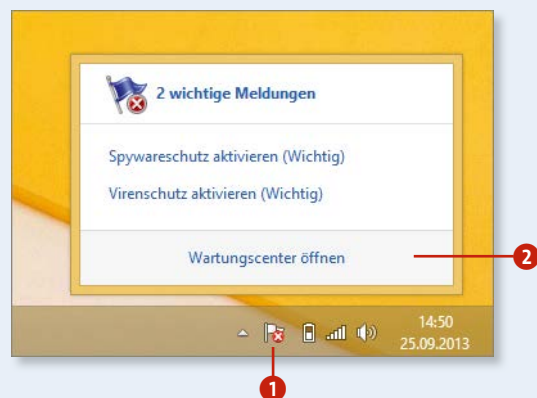 2 wichtige Meldungen
Spywareschutz aktivieren (Wichtig)
Virenschutz aktivieren (Wichtig)
Wartungscenter öffnen
2
14:50
25.09.2013
1